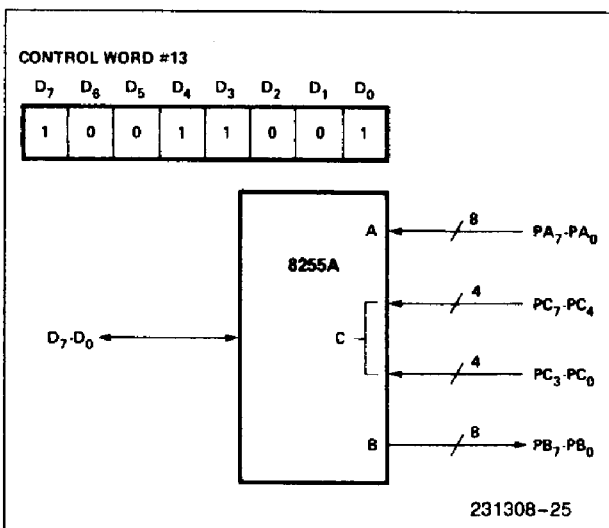 CONTROL WORD #13
D7 D6 D5 D4 D3 D2 D1 D0
1 0 0 1 1 0 0 1
A
8
PA7-PA0
8255A
4
PC7-PC4
D7-D0
C
4
PC3-PC0
B
8
PB7-PB0
231308-25